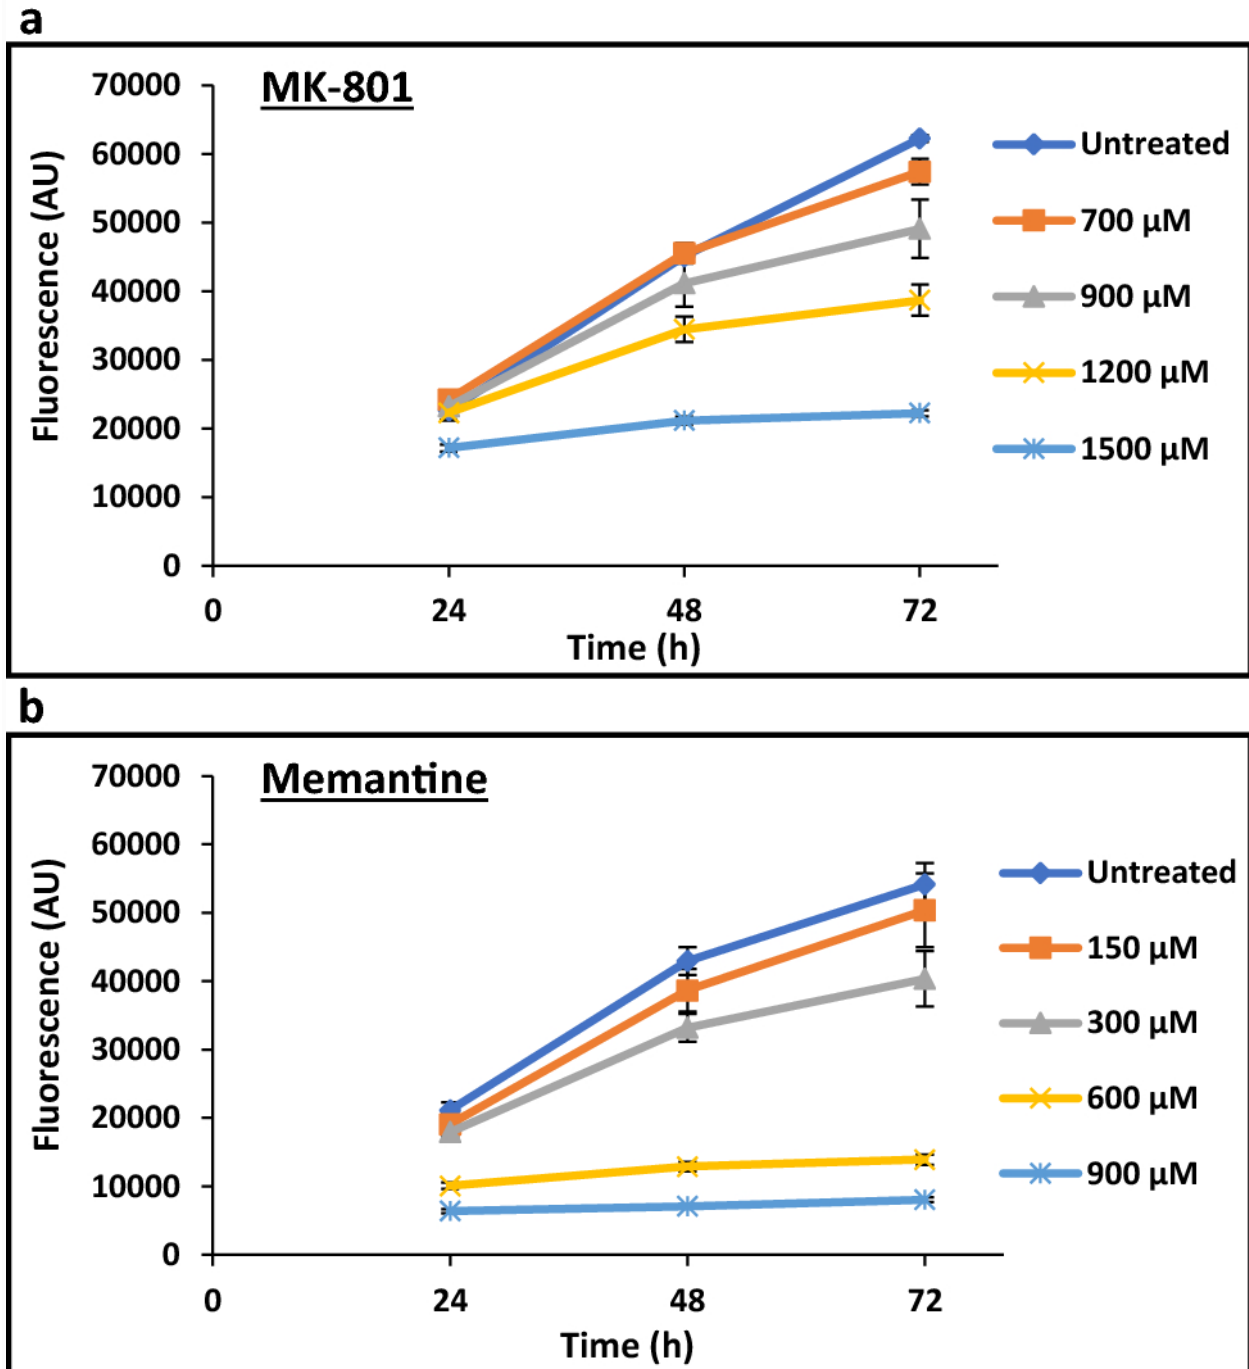 a
MK-801
70000
60000
50000
40000
30000
20000
10000
0
Fluorescence (AU)
0 24 48 72
Time (h)
Untreated
700 μM
900 μM
1200 μM
1500 μM
b
Memantine
70000
60000
50000
40000
30000
20000
10000
0
Fluorescence (AU)
0 24 48 72
Time (h)
Untreated
150 μM
300 μM
600 μM
900 μM